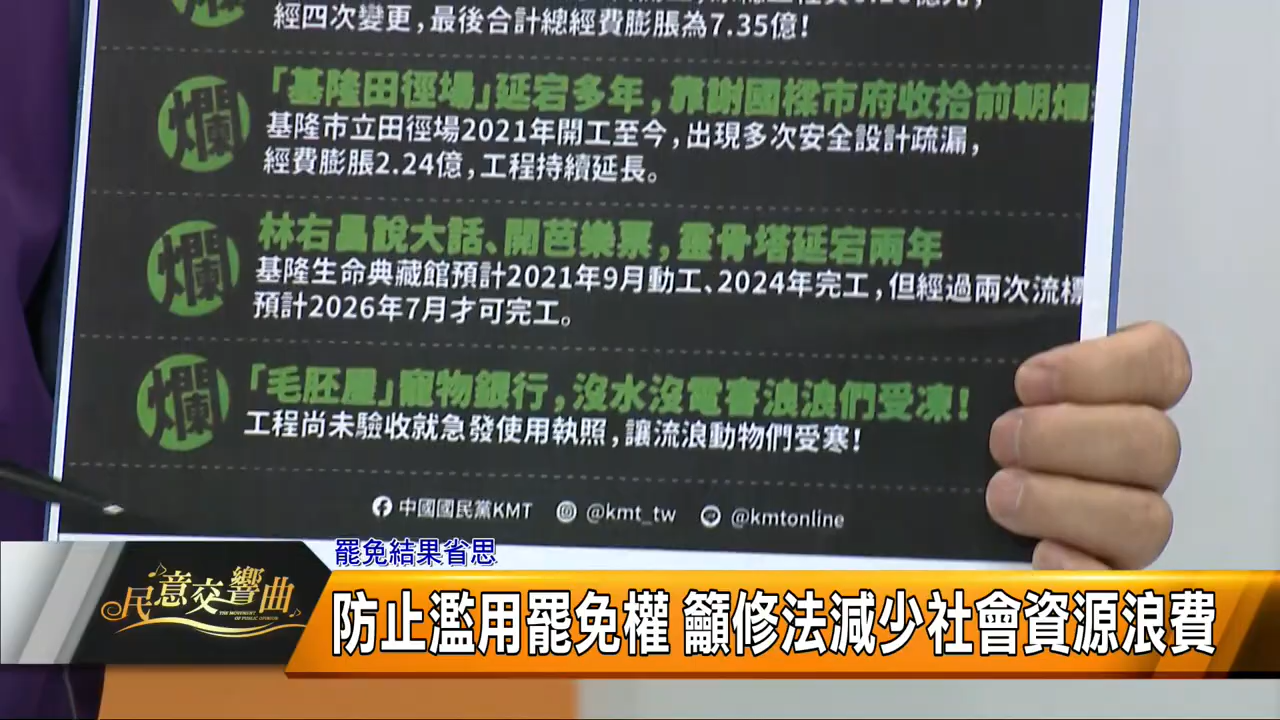 經四次變更，最後合計總經費膨脹為7.35億！
爛
「基隆田徑場」延宕多年，靠謝國樑市府收拾前朝爛
基隆市立田徑場2021年開工至今，出現多次安全設計疏漏，
經費膨脹2.24億，工程持續延長。
爛
林右昌說大話、開芭樂票，靈骨塔延宕兩年
基隆生命典藏館預計2021年9月動工、2024年完工，但經過兩次流標
預計2026年7月才可完工。
爛
「毛胚屋」寵物銀行，沒水沒電害浪浪們受凍！
工程尚未驗收就急發使用執照，讓流浪動物們受寒！
中國國民黨KMT @kmt_tw @kmtonline
罷免結果省思
民意交響曲
THE MOVEMENT
OF PUBLIC OPINION
防止濫用罷免權 籲修法減少社會資源浪費